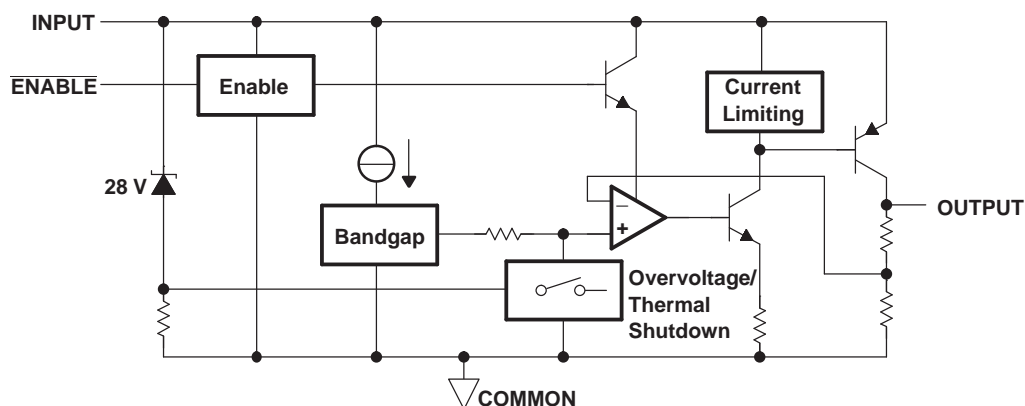 INPUT
ENABLE
Enable
Current
Limiting
28 V
Bandgap
–
+
OUTPUT
Overvoltage/
Thermal
Shutdown
COMMON